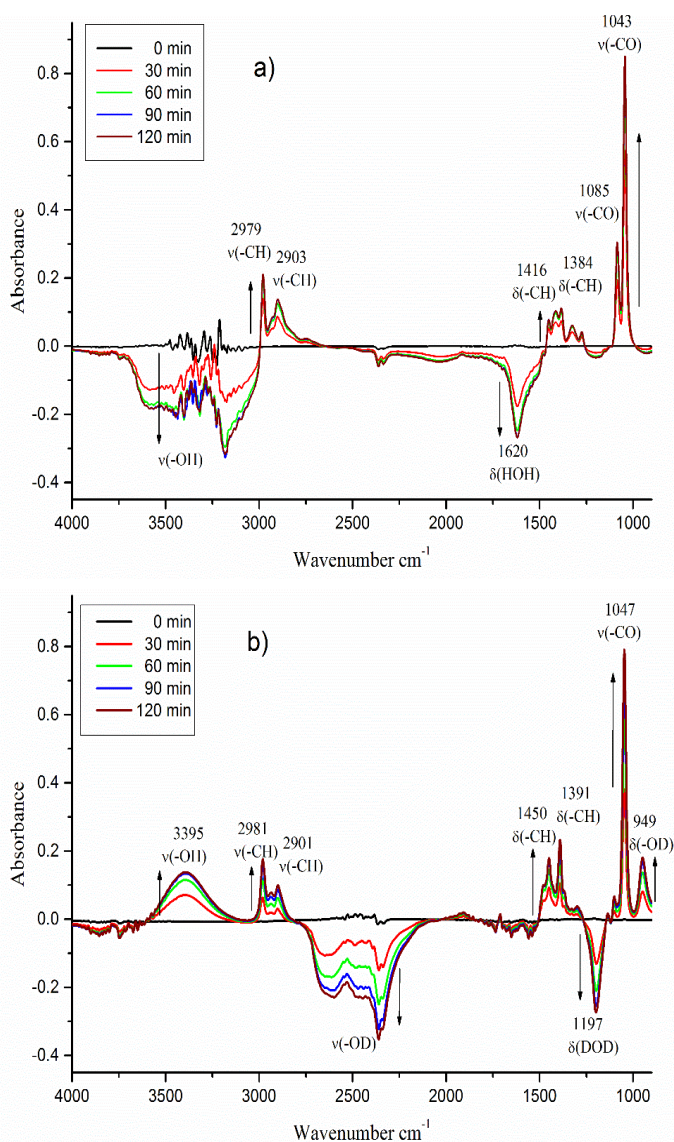 1043
ν(-CO)
0 min
30 min
60 min
90 min
120 min
a)
0.8
0.6
0.4
0.2
0.0
-0.2
-0.4
Absorbance
1085
ν(-CO)
2979
ν(-CH)
2903
ν(-CH)
1416
δ(-CH)
1384
δ(-CH)
ν(-OH)
1620
δ(HOH)
4000 3500 3000 2500 2000 1500 1000
Wavenumber cm-1
0 min
30 min
60 min
90 min
120 min
b)
1047
ν(-CO)
0.8
0.6
0.4
0.2
0.0
-0.2
-0.4
Absorbance
3395
ν(-OH)
2981
ν(-CH)
2901
ν(-CH)
1450
δ(-CH)
1391
δ(-CH)
949
δ(-OD)
ν(-OD)
1197
δ(DOD)
4000 3500 3000 2500 2000 1500 1000
Wavenumber cm-1